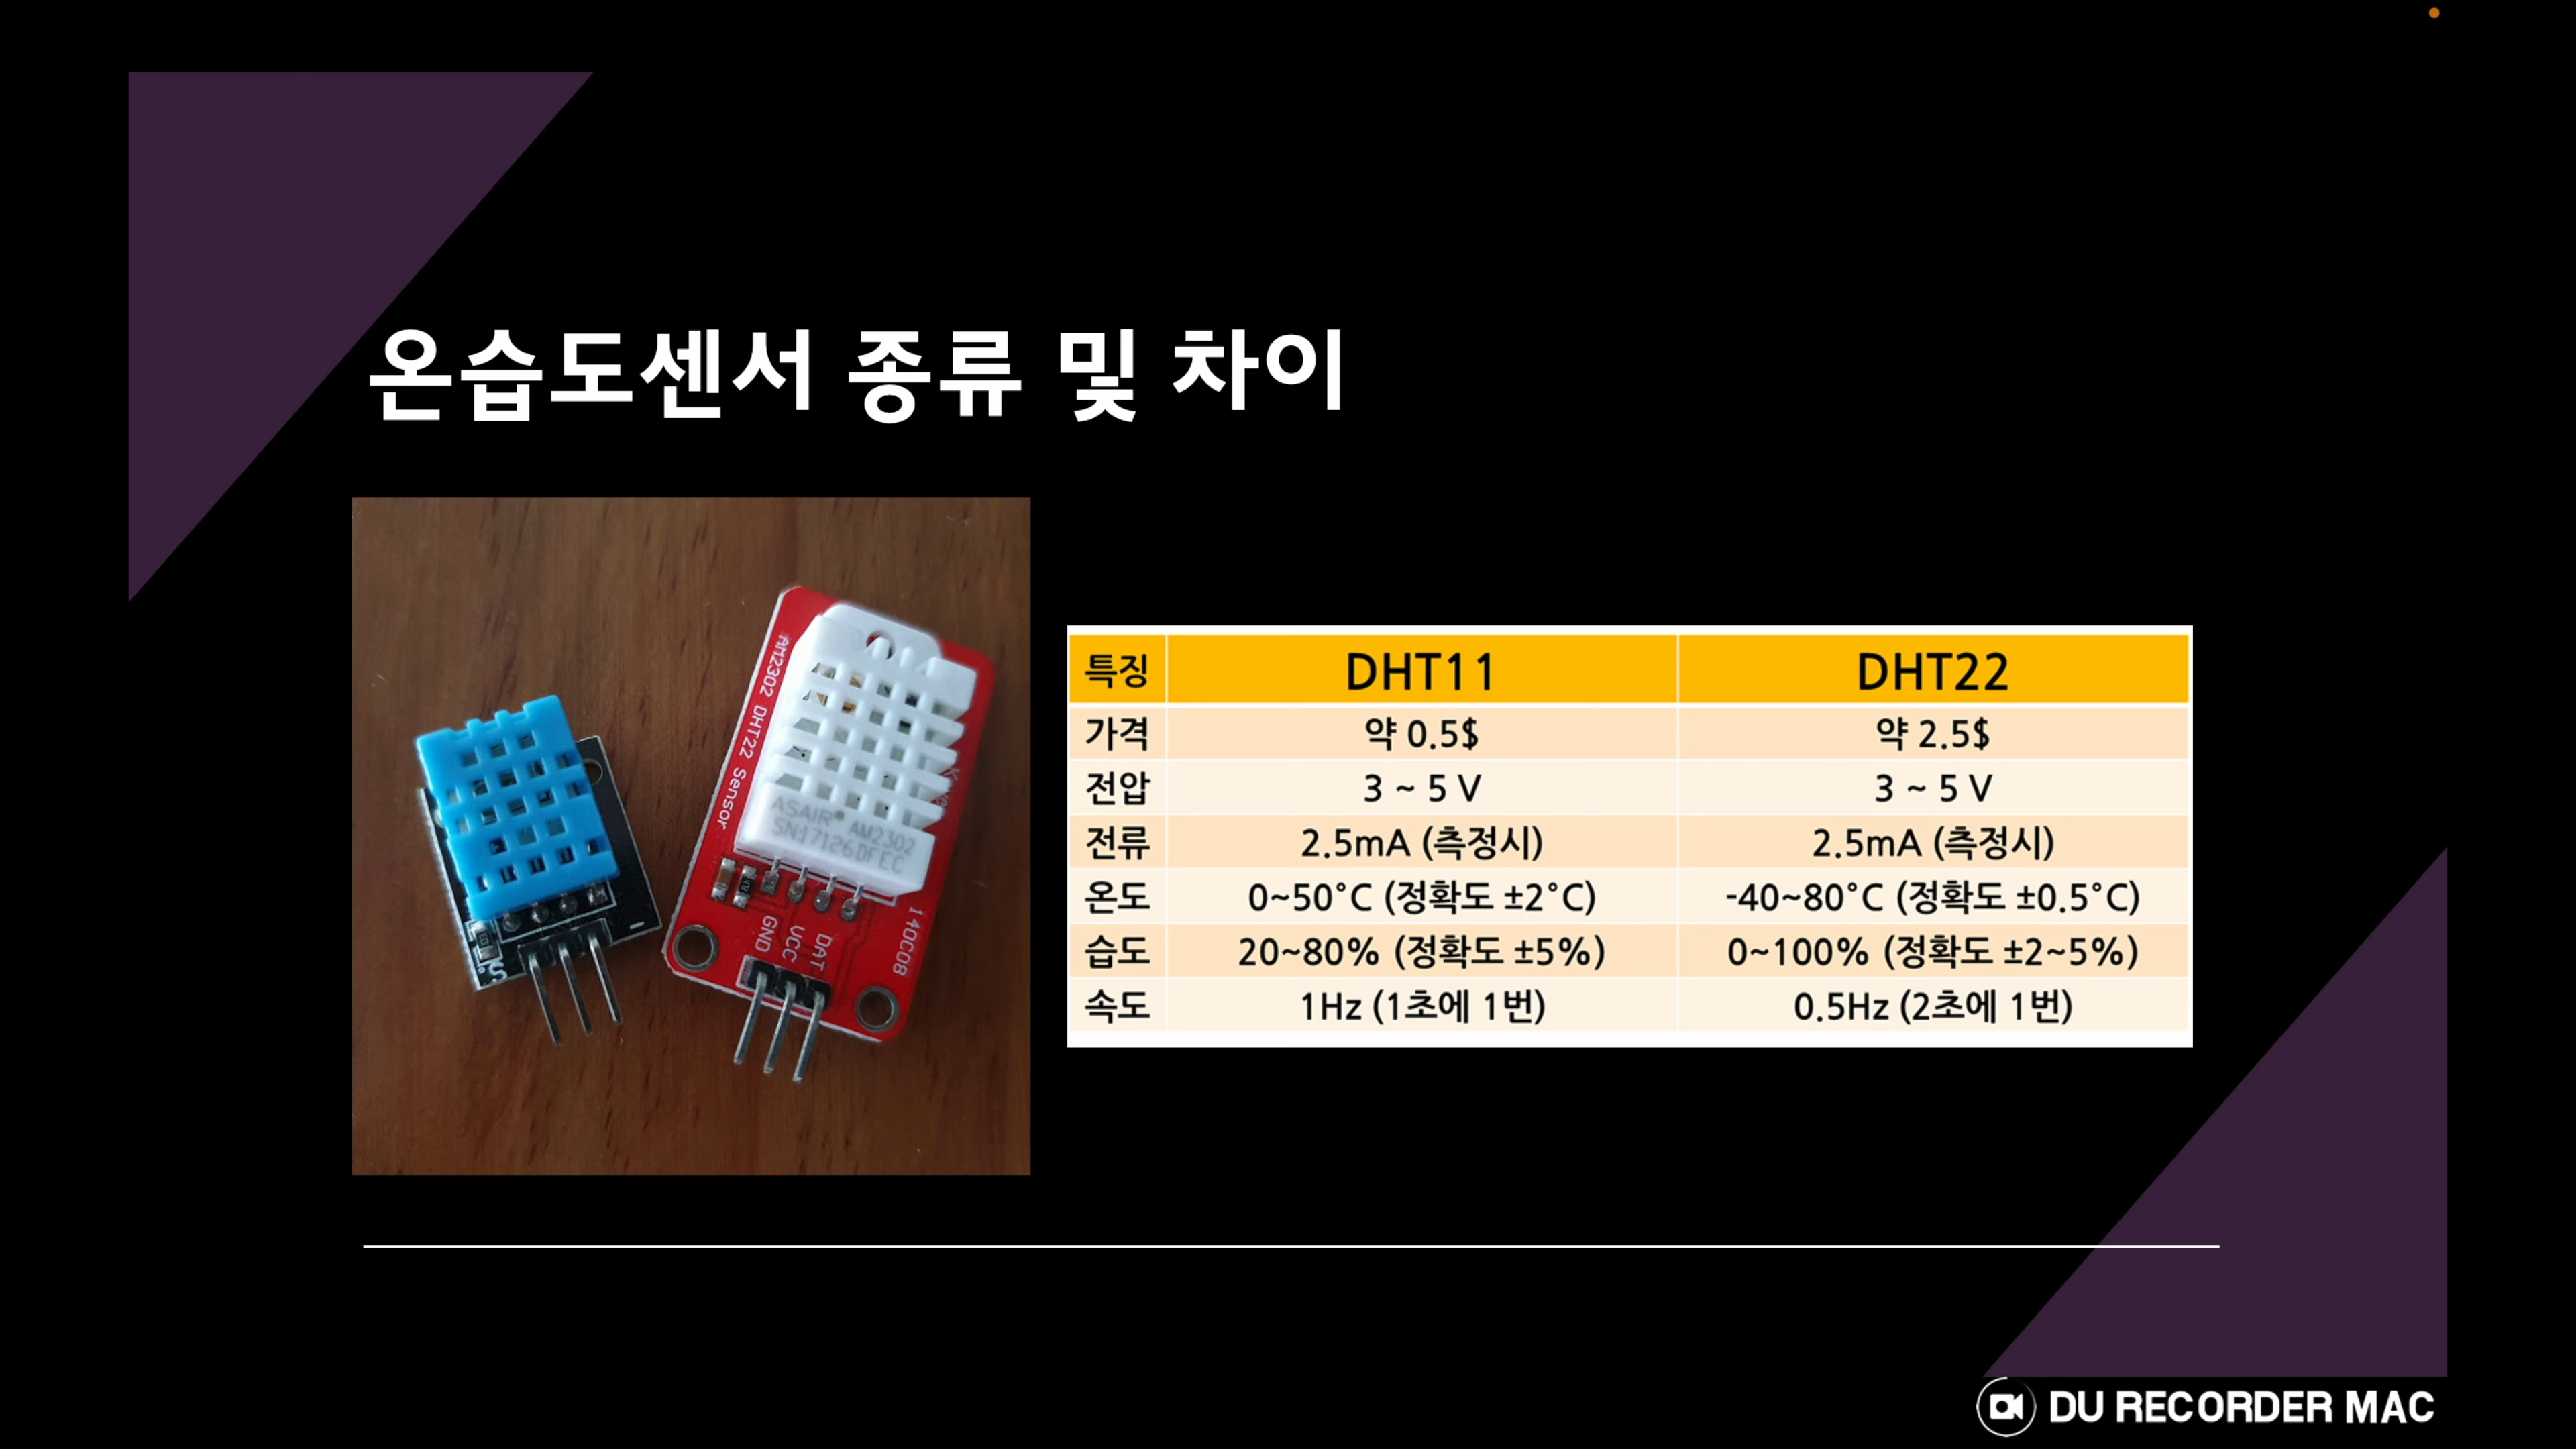 온습도센서 종류 및 차이
AM2302 DHT22 Sensor
ASAIR® AM2302
SN17126DFEC
GND VCC DAT
140C08
S
특징 DHT11 DHT22
가격 약 0.5$ 약 2.5$
전압 3 ~ 5 V 3 ~ 5 V
전류 2.5mA (측정시) 2.5mA (측정시)
온도 0~50°C (정확도 ±2°C) -40~80°C (정확도 ±0.5°C)
습도 20~80% (정확도 ±5%) 0~100% (정확도 ±2~5%)
속도 1Hz (1초에 1번) 0.5Hz (2초에 1번)
DU RECORDER MAC